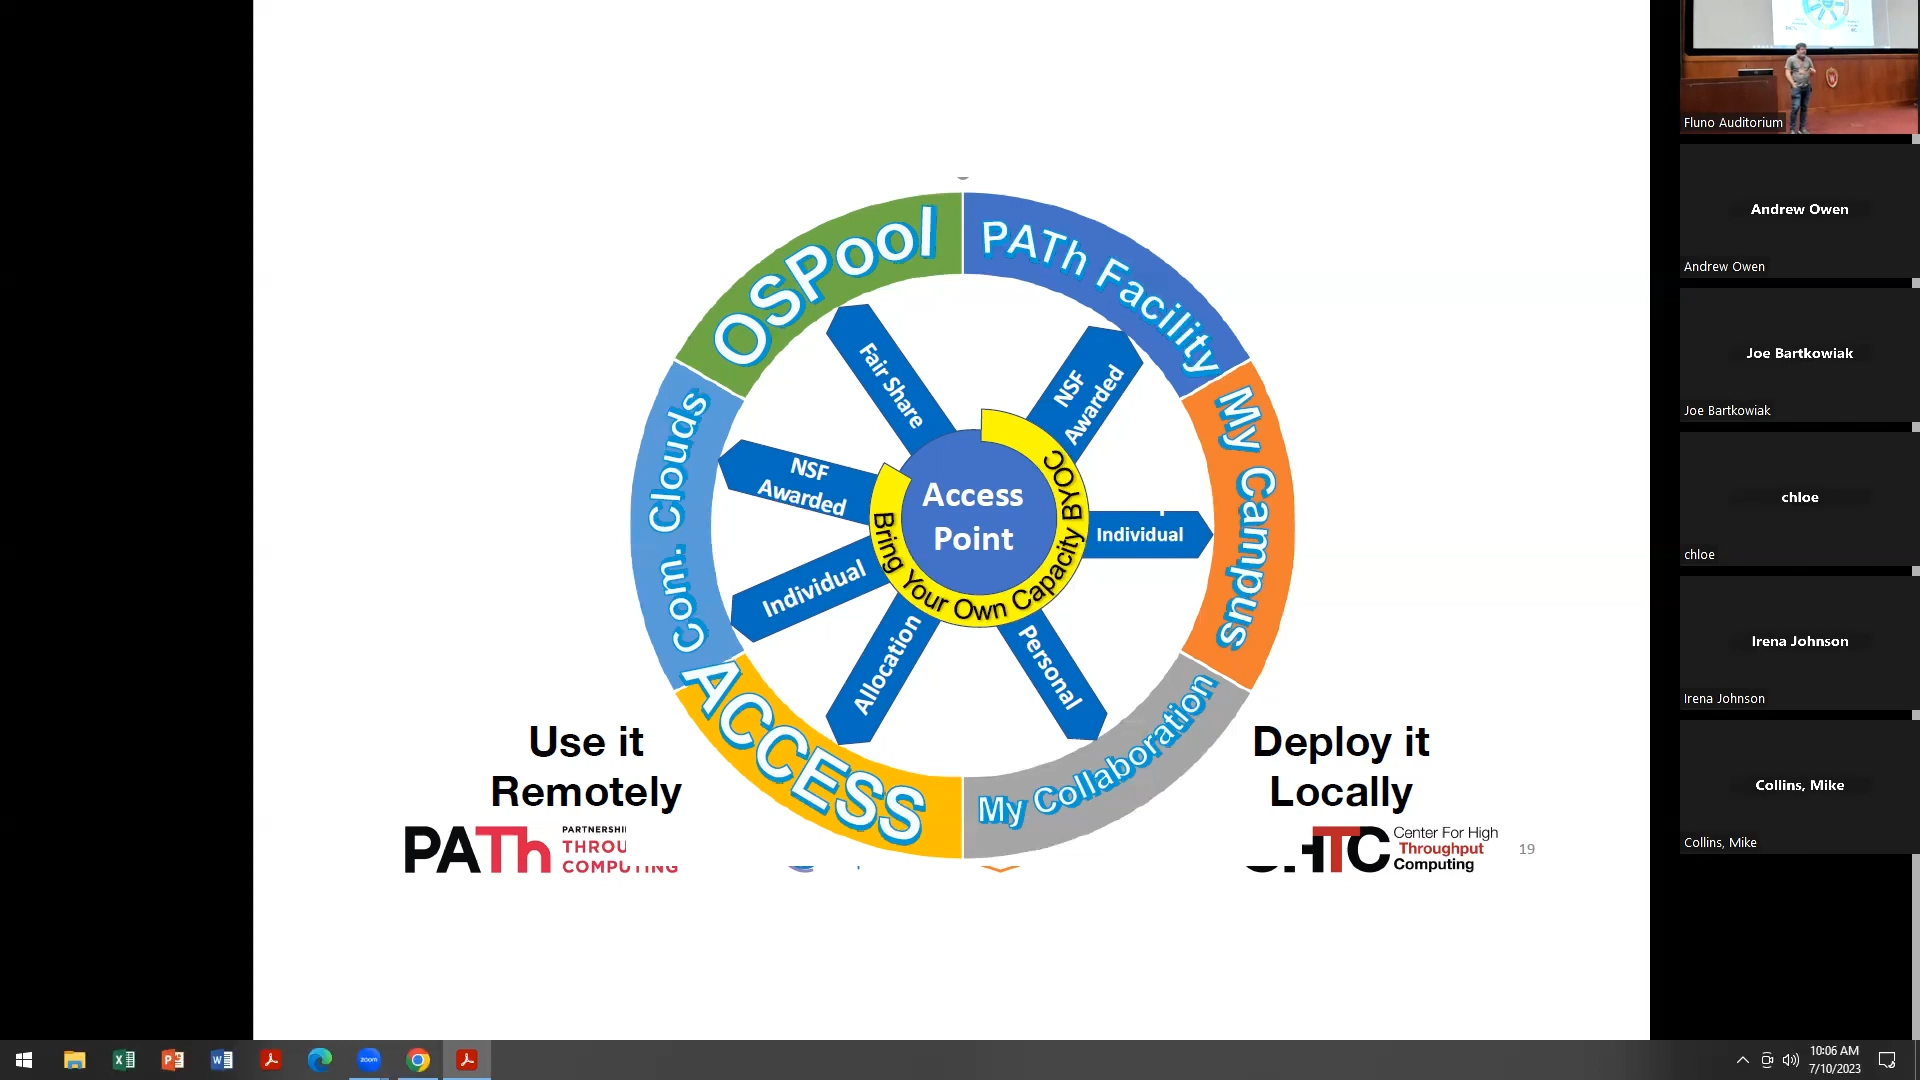 OSPool
PATh Facility
My Campus
My Collaboration
ACCESS
Com. Clouds
Fair Share
NSF
Awarded
NSF
Awarded
Individual
Individual
Allocation
Personal
Access
Point
Bring Your Own Capacity BYOC
Use it
Remotely
Deploy it
Locally
PATh
THROU
COMPUTING
HTC
Center For High
Throughput
Computing
19
Fluno Auditorium
Andrew Owen
Andrew Owen
Joe Bartkowiak
Joe Bartkowiak
chloe
chloe
Irena Johnson
Irena Johnson
Collins, Mike
Collins, Mike
zoom
10:06 AM
7/10/2023